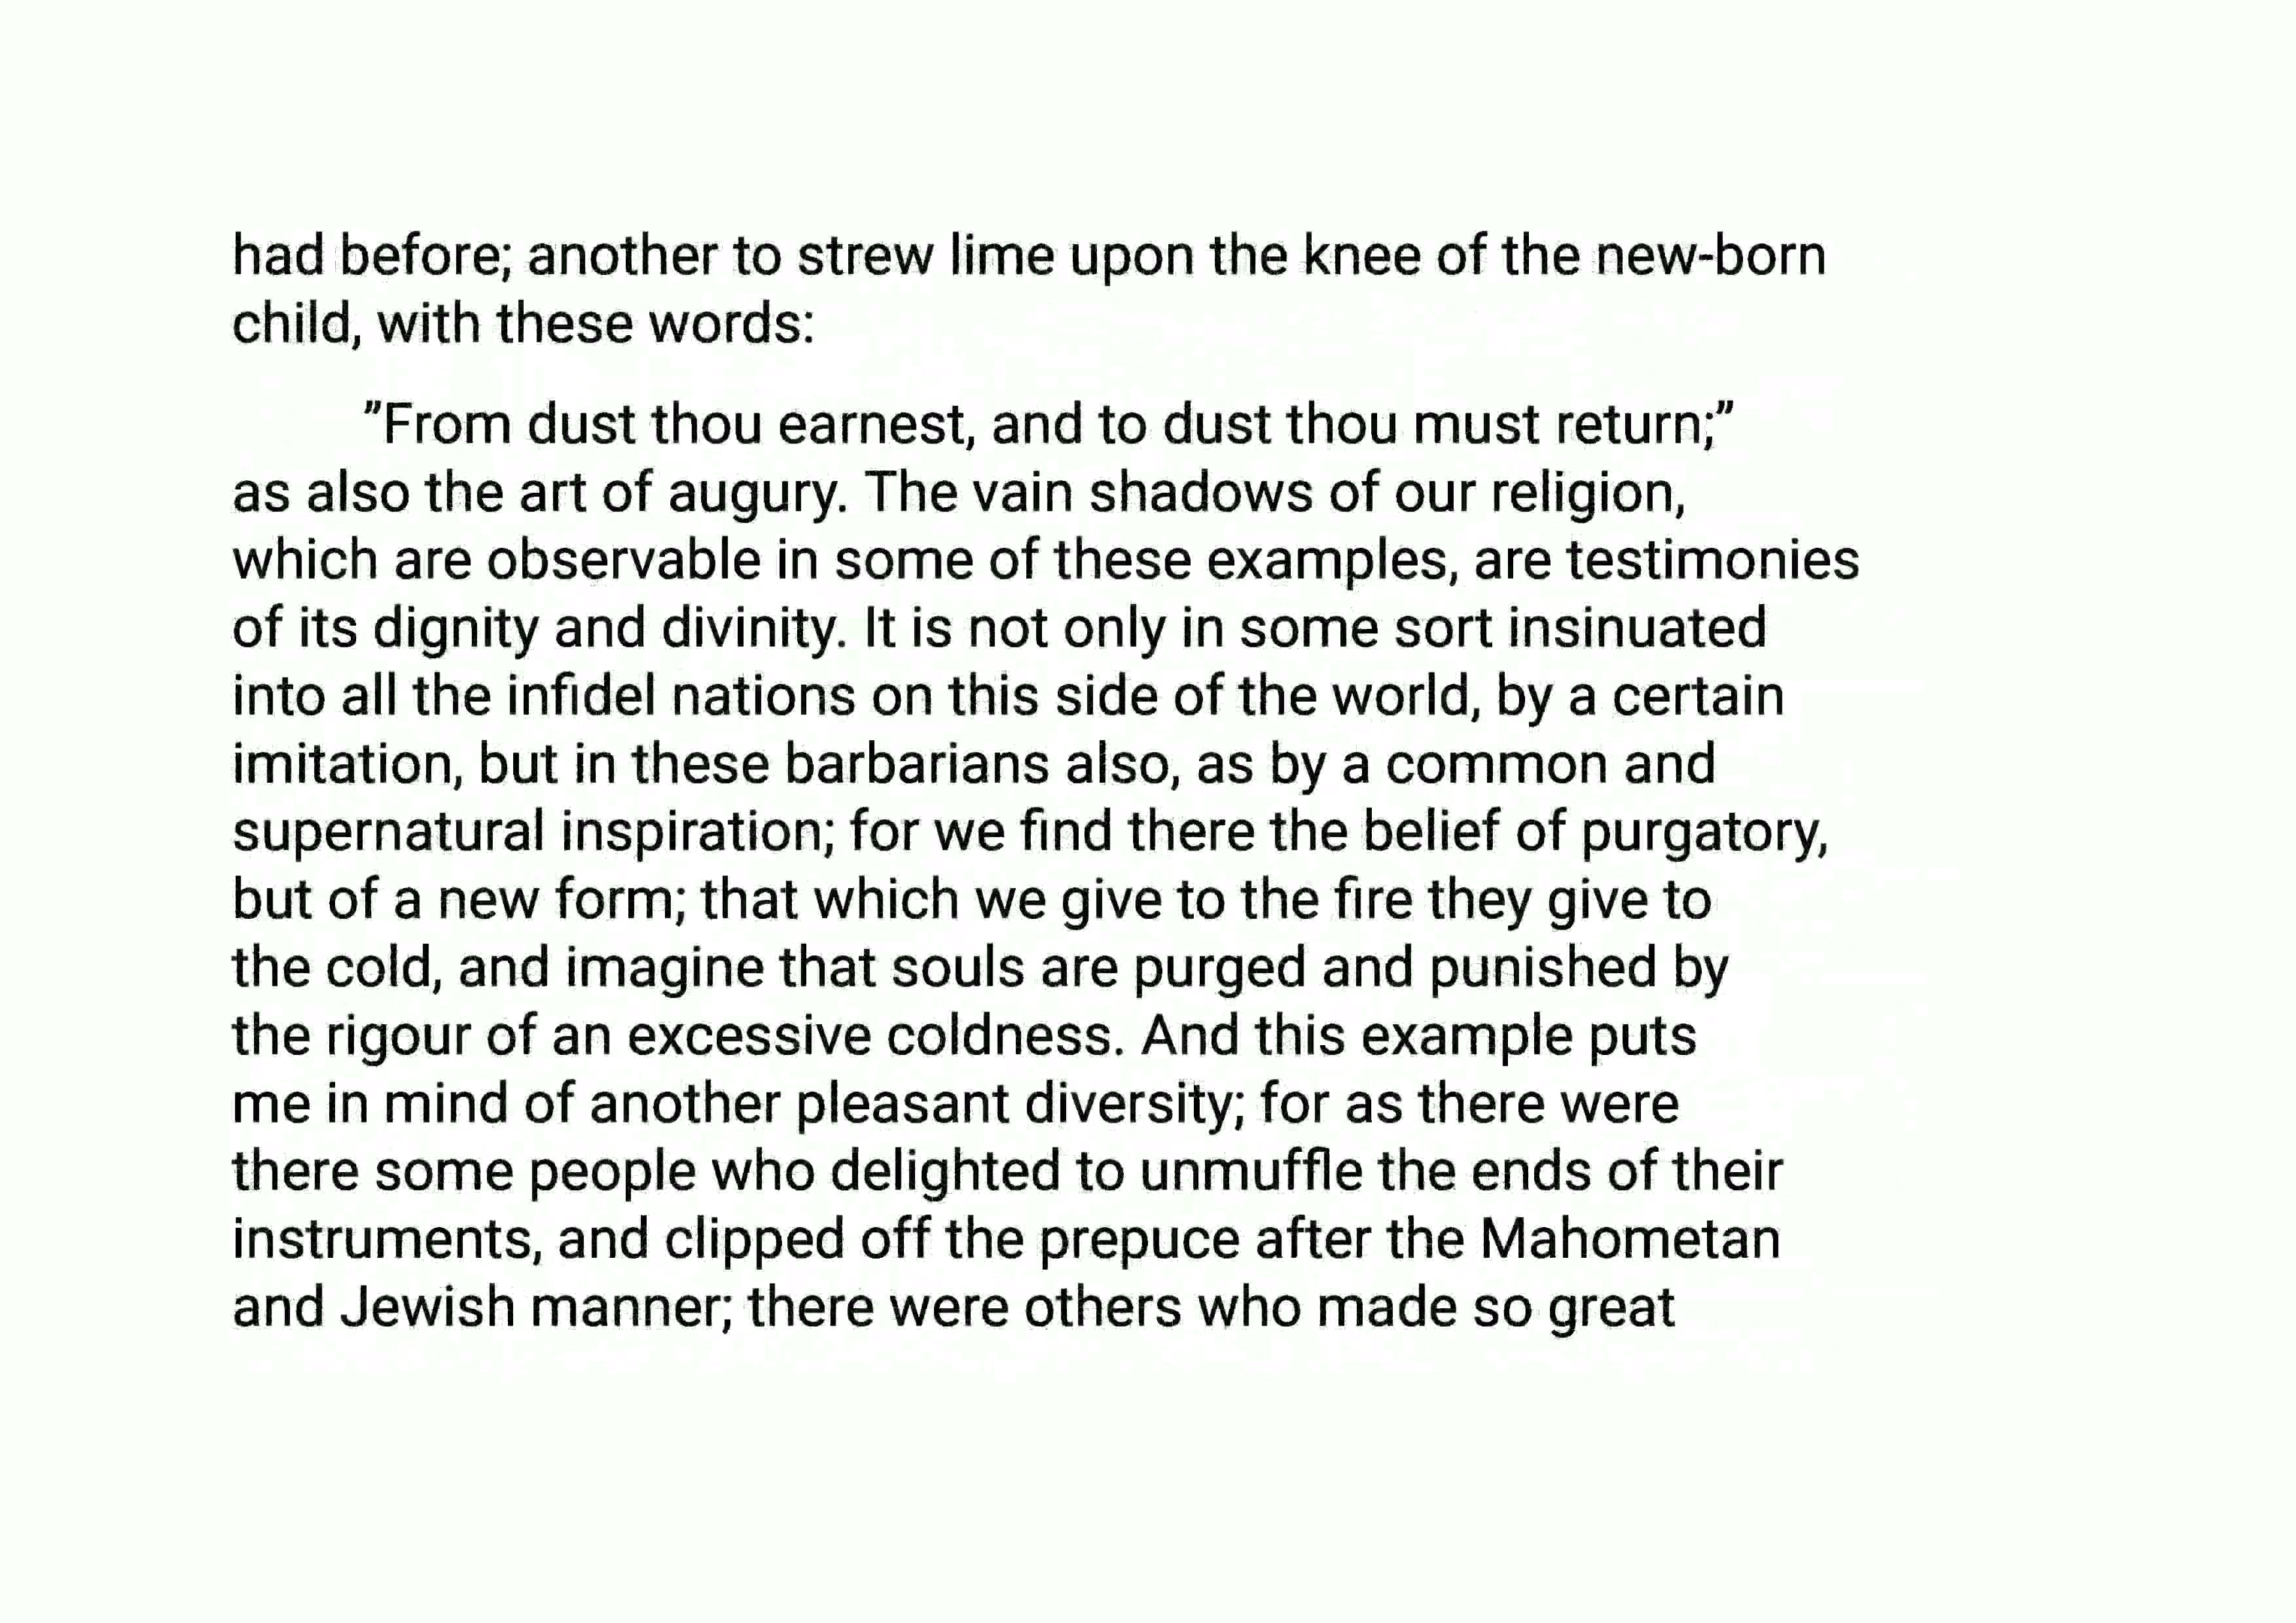 had before; another to strew lime upon the knee of the new-born
child, with these words:
”From dust thou earnest, and to dust thou must return;”
as also the art of augury. The vain shadows of our religion,
which are observable in some of these examples, are testimonies
of its dignity and divinity. It is not only in some sort insinuated
into all the infidel nations on this side of the world, by a certain
imitation, but in these barbarians also, as by a common and
supernatural inspiration; for we find there the belief of purgatory,
but of a new form; that which we give to the fire they give to
the cold, and imagine that souls are purged and punished by
the rigour of an excessive coldness. And this example puts
me in mind of another pleasant diversity; for as there were
there some people who delighted to unmuffle the ends of their
instruments, and clipped off the prepuce after the Mahometan
and Jewish manner; there were others who made so great